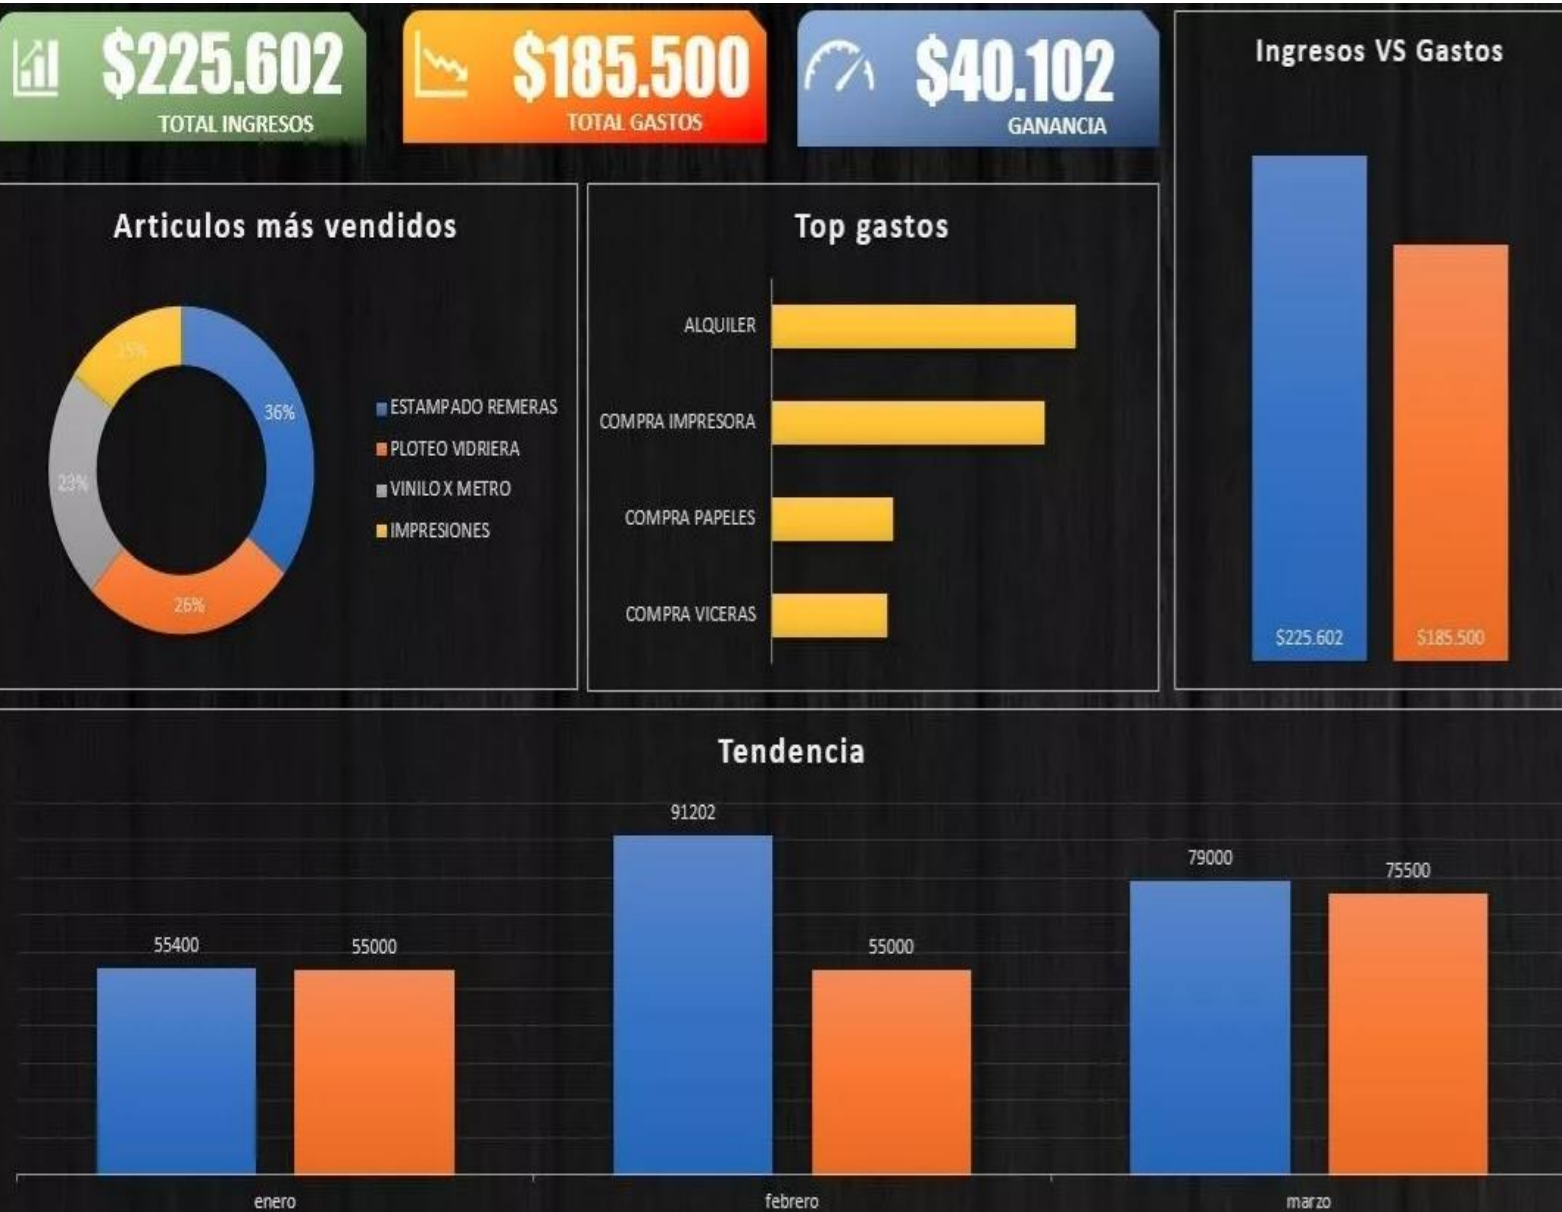 $225.602
TOTAL INGRESOS
$185.500
TOTAL GASTOS
$40.102
GANANCIA
Ingresos VS Gastos
$225.602
$185.500
Articulos más vendidos
15%
36%
23%
26%
ESTAMPADO REMERAS
PLOTEO VIDRIERA
VINILO X METRO
IMPRESIONES
Top gastos
ALQUILER
COMPRA IMPRESORA
COMPRA PAPELES
COMPRA VICERAS
Tendencia
55400
55000
91202
55000
79000
75500
enero
febrero
marzo